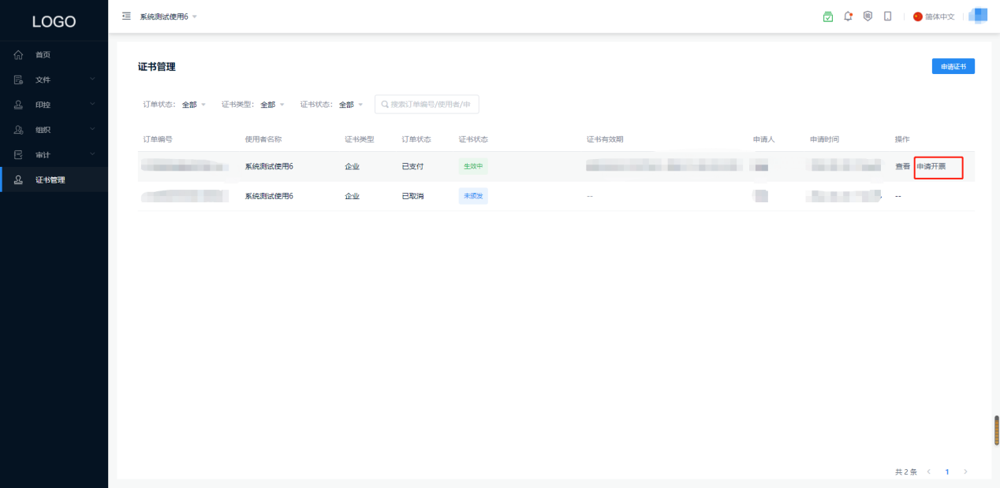 LOGO
系统测试使用6
简体中文
首页
文件
印控
组织
审计
证书管理
证书管理
申请证书
订单状态: 全部
证书类型: 全部
证书状态: 全部
搜索订单编号/使用者/申
订单编号 使用者名称 证书类型 订单状态 证书状态 证书有效期 申请人 申请时间 操作
系统测试使用6 企业 已支付 生效中 查看 申请开票
系统测试使用6 企业 已取消 未颁发 -- --
共 2 条 < 1 >